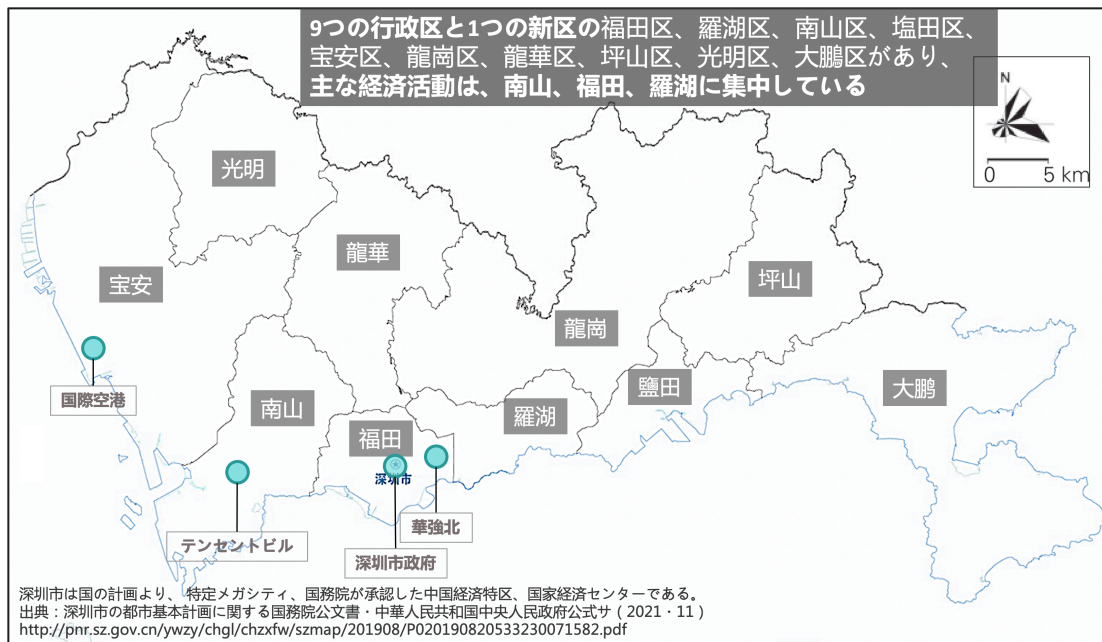 9つの行政区と1つの新区の福田区、羅湖区、南山区、塩田区、
宝安区、龍崗区、龍華区、坪山区、光明区、大鵬区があり、
主な経済活動は、南山、福田、羅湖に集中している
N
0 5 km
光明
龍華
宝安
坪山
龍崗
鹽田
大鹏
南山
羅湖
福田
国際空港
深圳市
華強北
テンセントビル
深圳市政府
深圳市は国の計画より、 特定メガシティ、国務院が承認した中国経済特区、国家経済センターである。
出典：深圳市の都市基本計画に関する国務院公文書・中華人民共和国中央人民政府公式サ（2021・11）
http://pnr.sz.gov.cn/ywzy/chgl/chzxfw/szmap/201908/P020190820533230071582.pdf